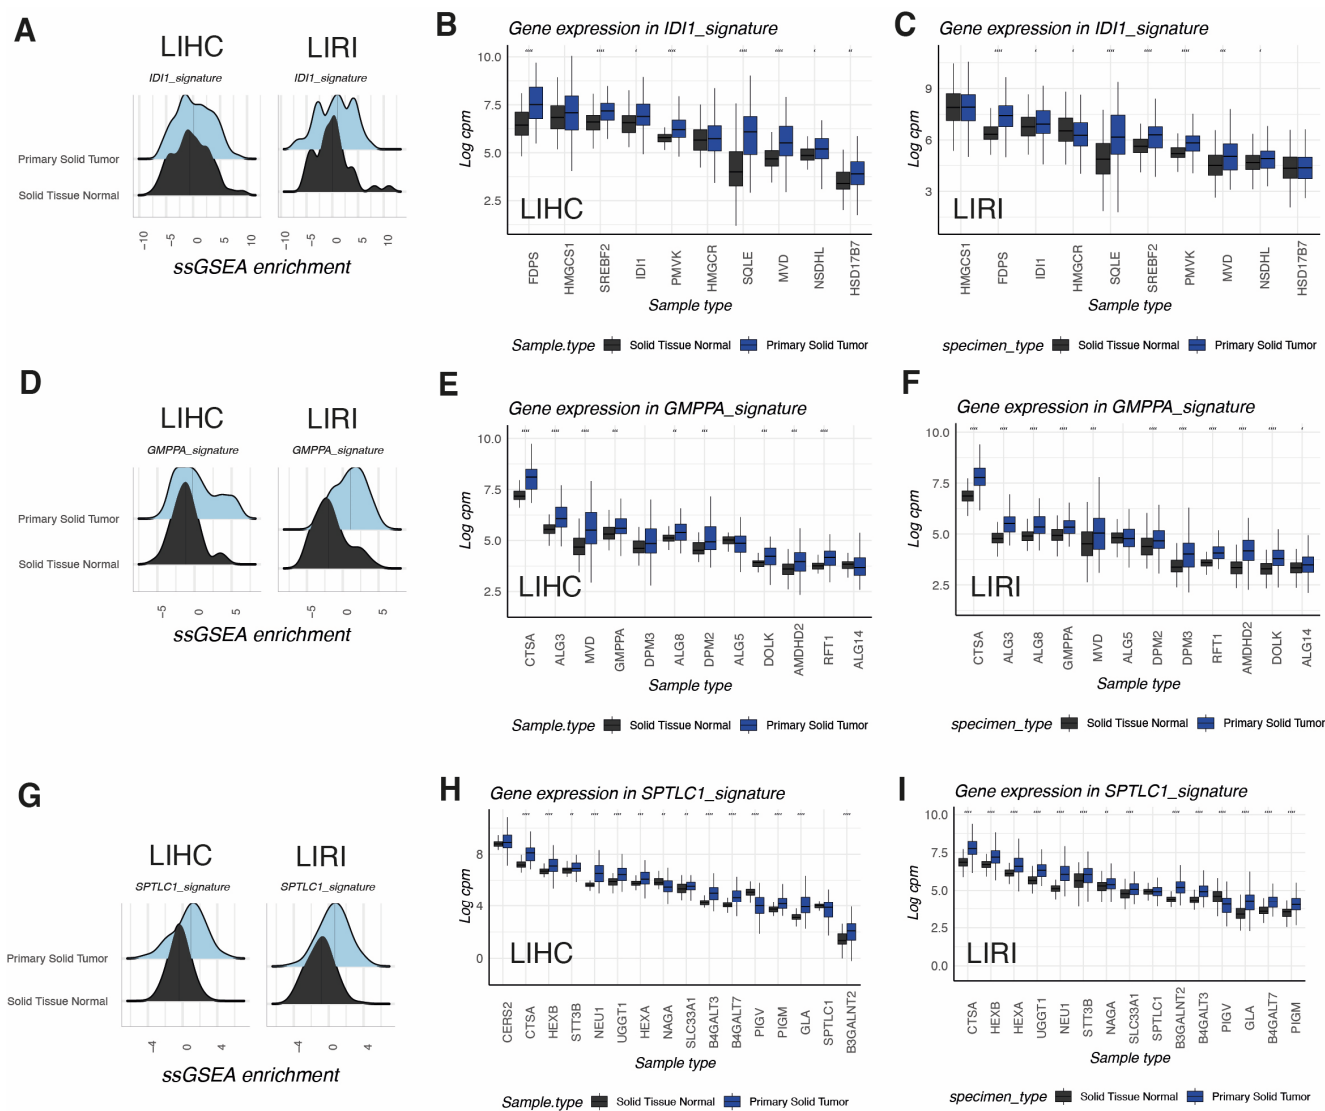 A
LIHC
LIRI
IDI1_signature
IDI1_signature
Primary Solid Tumor
Solid Tissue Normal
−10
−5
0
5
10
−10
−5
0
5
10
ssGSEA enrichment
B
Gene expression in IDI1_signature
Log cpm
10.0
7.5
5.0
2.5
LIHC
FDPS
HMGCS1
SREBF2
IDI1
PMVK
HMGCR
SQLE
MVD
NSDHL
HSD17B7
Sample type
Sample.type
Solid Tissue Normal
Primary Solid Tumor
C
Gene expression in IDI1_signature
Log cpm
9
6
3
LIRI
HMGCS1
FDPS
IDI1
HMGCR
SQLE
SREBF2
PMVK
MVD
NSDHL
HSD17B7
Sample type
specimen_type
Solid Tissue Normal
Primary Solid Tumor
D
LIHC
LIRI
GMPPA_signature
GMPPA_signature
Primary Solid Tumor
Solid Tissue Normal
−5
0
5
−5
0
5
ssGSEA enrichment
E
Gene expression in GMPPA_signature
Log cpm
10.0
7.5
5.0
2.5
LIHC
CTSA
ALG3
MVD
GMPPA
DPM3
ALG8
DPM2
ALG5
DOLK
AMDHD2
RFT1
ALG14
Sample type
Sample.type
Solid Tissue Normal
Primary Solid Tumor
F
Gene expression in GMPPA_signature
Log cpm
10.0
7.5
5.0
2.5
LIRI
CTSA
ALG3
ALG8
GMPPA
MVD
ALG5
DPM2
DPM3
RFT1
AMDHD2
DOLK
ALG14
Sample type
specimen_type
Solid Tissue Normal
Primary Solid Tumor
G
LIHC
LIRI
SPTLC1_signature
SPTLC1_signature
Primary Solid Tumor
Solid Tissue Normal
−4
0
4
−4
0
4
ssGSEA enrichment
H
Gene expression in SPTLC1_signature
Log cpm
8
4
0
LIHC
CERS2
CTSA
HEXB
STT3B
NEU1
UGGT1
HEXA
NAGA
SLC33A1
B4GALT3
B4GALT7
PIGV
PIGM
GLA
SPTLC1
B3GALNT2
Sample type
Sample.type
Solid Tissue Normal
Primary Solid Tumor
I
Gene expression in SPTLC1_signature
Log cpm
10.0
7.5
5.0
2.5
0.0
LIRI
CTSA
HEXB
HEXA
UGGT1
NEU1
STT3B
NAGA
SLC33A1
SPTLC1
B3GALNT2
B4GALT3
PIGV
GLA
B4GALT7
PIGM
Sample type
specimen_type
Solid Tissue Normal
Primary Solid Tumor